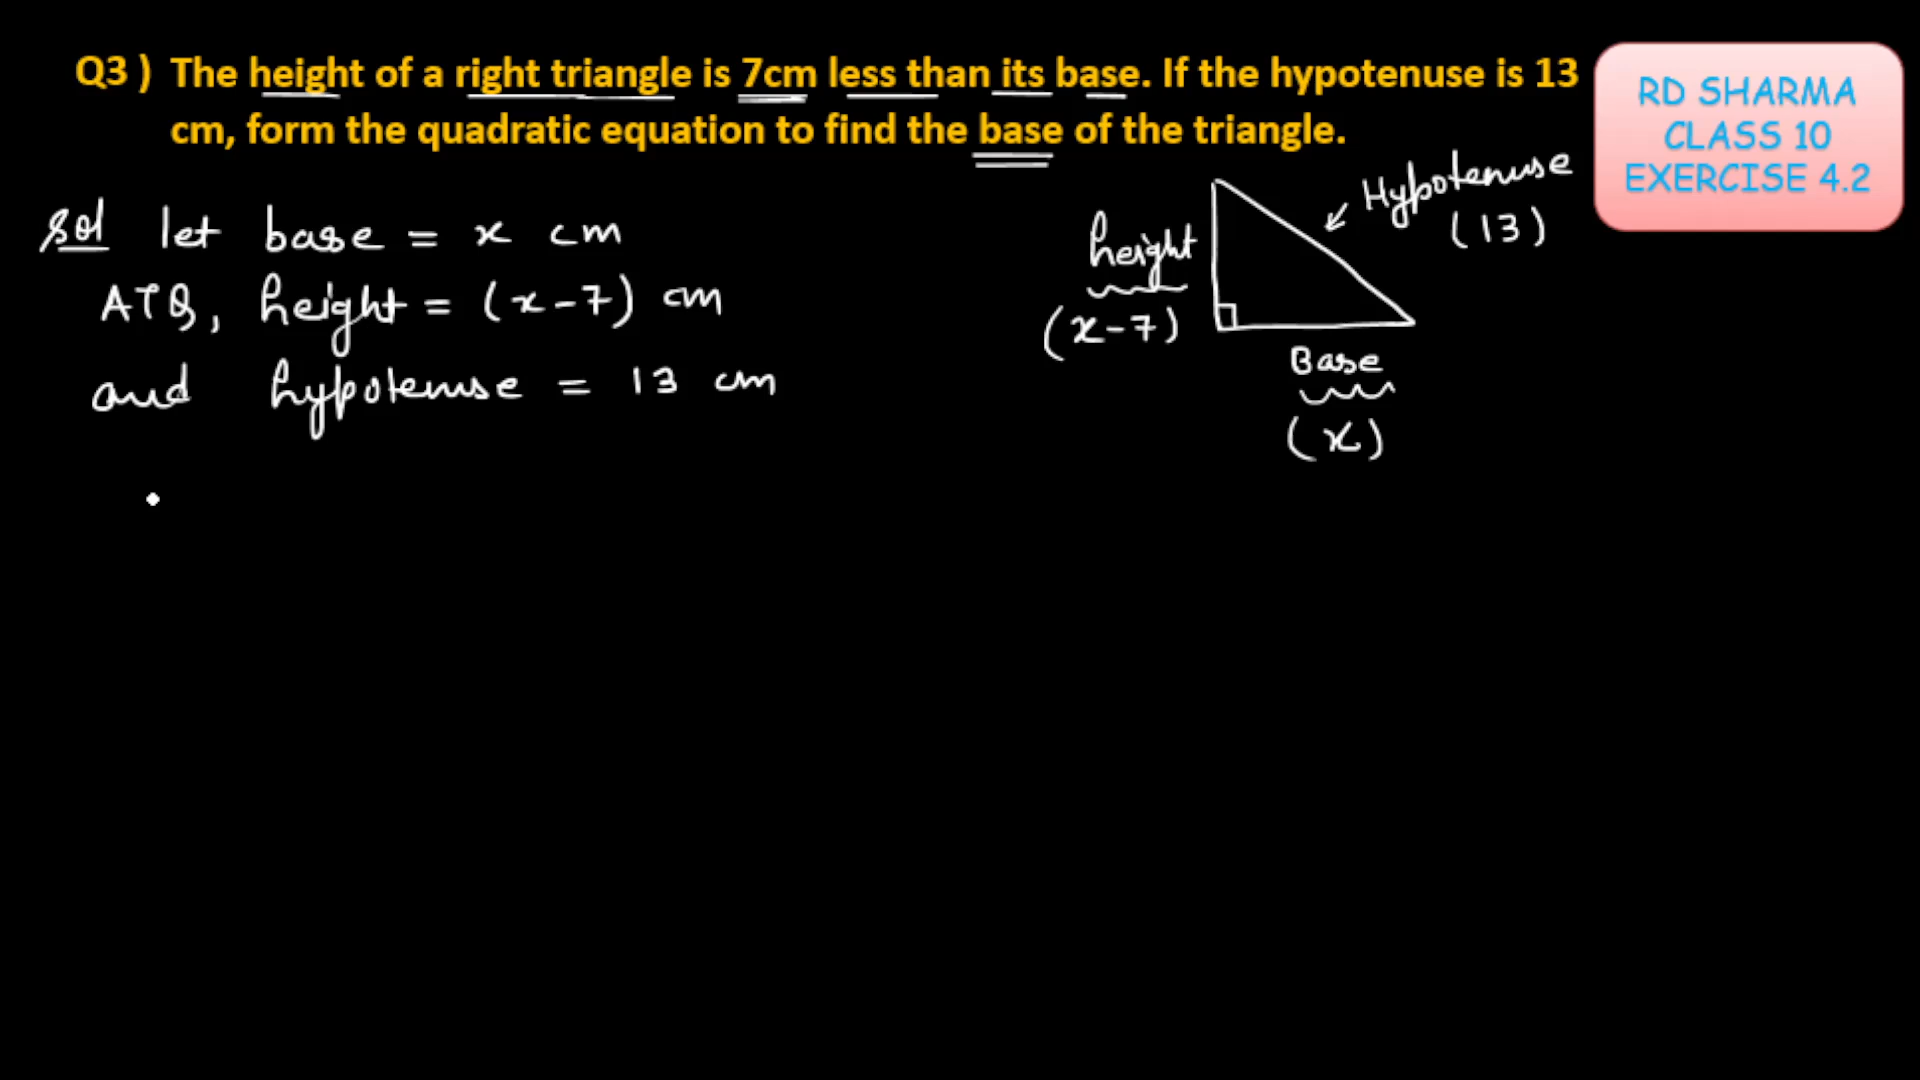 Q3 ) The height of a right triangle is 7cm less than its base. If the hypotenuse is 13
cm, form the quadratic equation to find the base of the triangle.
RD SHARMA
CLASS 10
EXERCISE 4.2
Sol let base = x cm
ATQ, height = (x-7) cm
and hypotenuse = 13 cm
Hypotenuse
(13)
height
(x-7)
Base
(x)